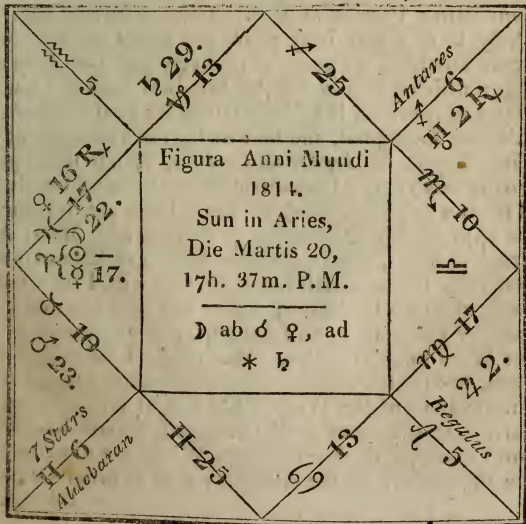 ♒ 5
♄ 29.
♑ 13
♐ 25
Antares
♐ 6
♅ 2 ℞
♀ 16 ℞
♓ 17
☽ 22.
♈ ☉ —
☿ 17.
♉ 10
♂ 23.
7 Stars
♊ 6
Aldebaran
♊ 25
♋ 13
Regulus
♌ 5
♍ 17
♃ 2.
♎
♏ 10
Figura Anni Mundi
1814.
Sun in Aries,
Die Martis 20,
17h. 37m. P.M.
☽ ab ☌ ♀, ad
⚹ ♄